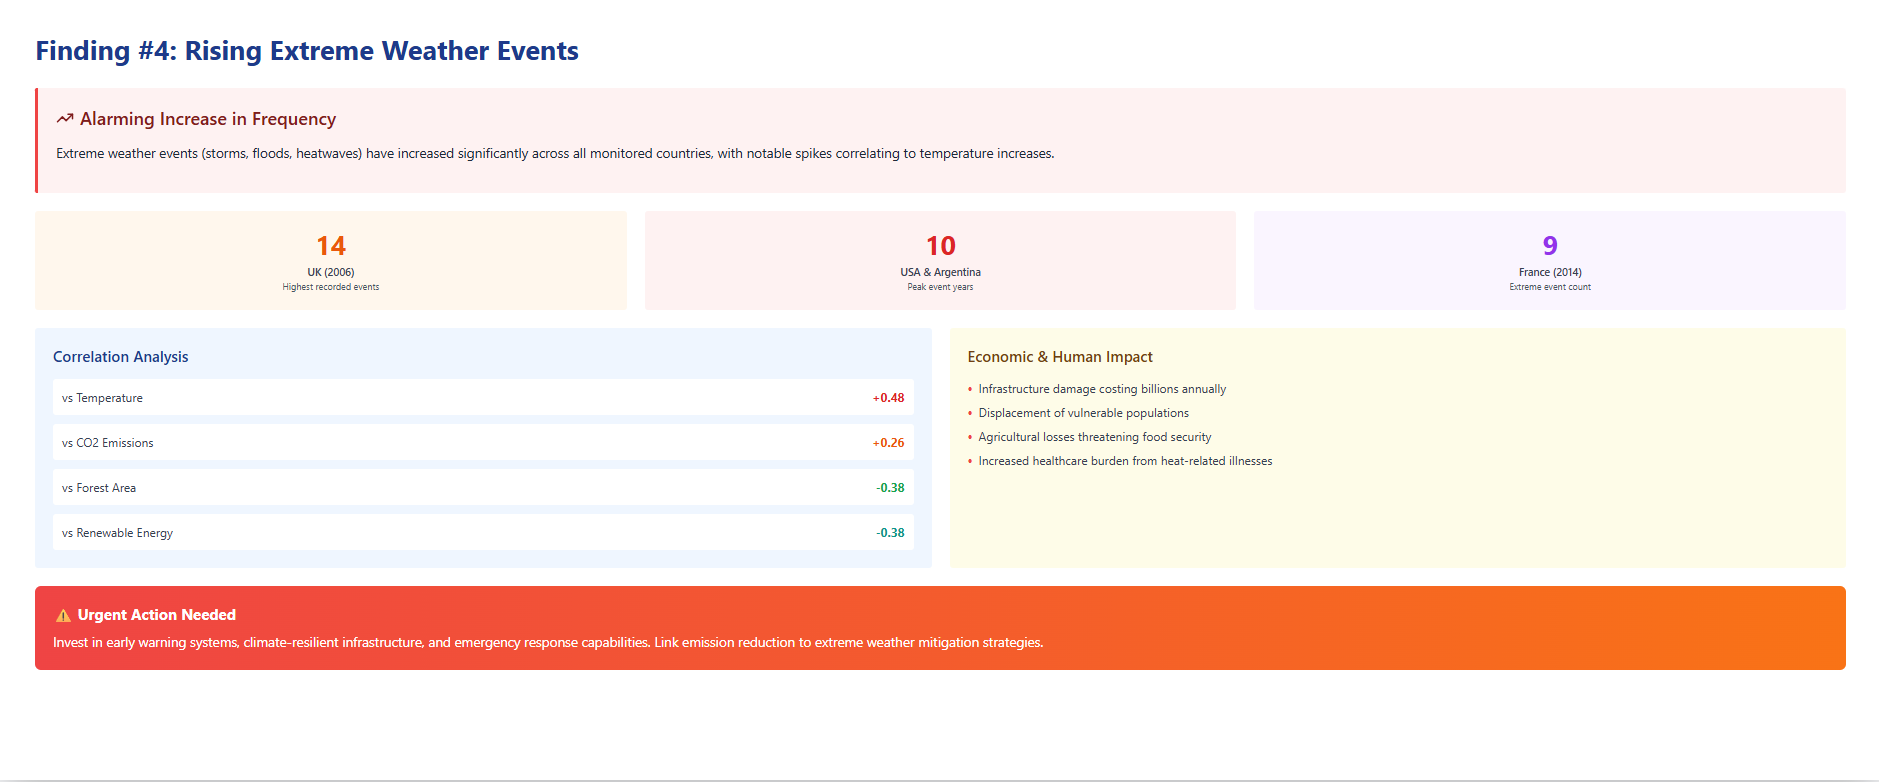 Finding #4: Rising Extreme Weather Events
Alarming Increase in Frequency
Extreme weather events (storms, floods, heatwaves) have increased significantly across all monitored countries, with notable spikes correlating to temperature increases.
14
UK (2006)
Highest recorded events
10
USA & Argentina
Peak event years
9
France (2014)
Extreme event count
Correlation Analysis
vs Temperature +0.48
vs CO2 Emissions +0.26
vs Forest Area -0.38
vs Renewable Energy -0.38
Economic & Human Impact
• Infrastructure damage costing billions annually
• Displacement of vulnerable populations
• Agricultural losses threatening food security
• Increased healthcare burden from heat-related illnesses
⚠️ Urgent Action Needed
Invest in early warning systems, climate-resilient infrastructure, and emergency response capabilities. Link emission reduction to extreme weather mitigation strategies.